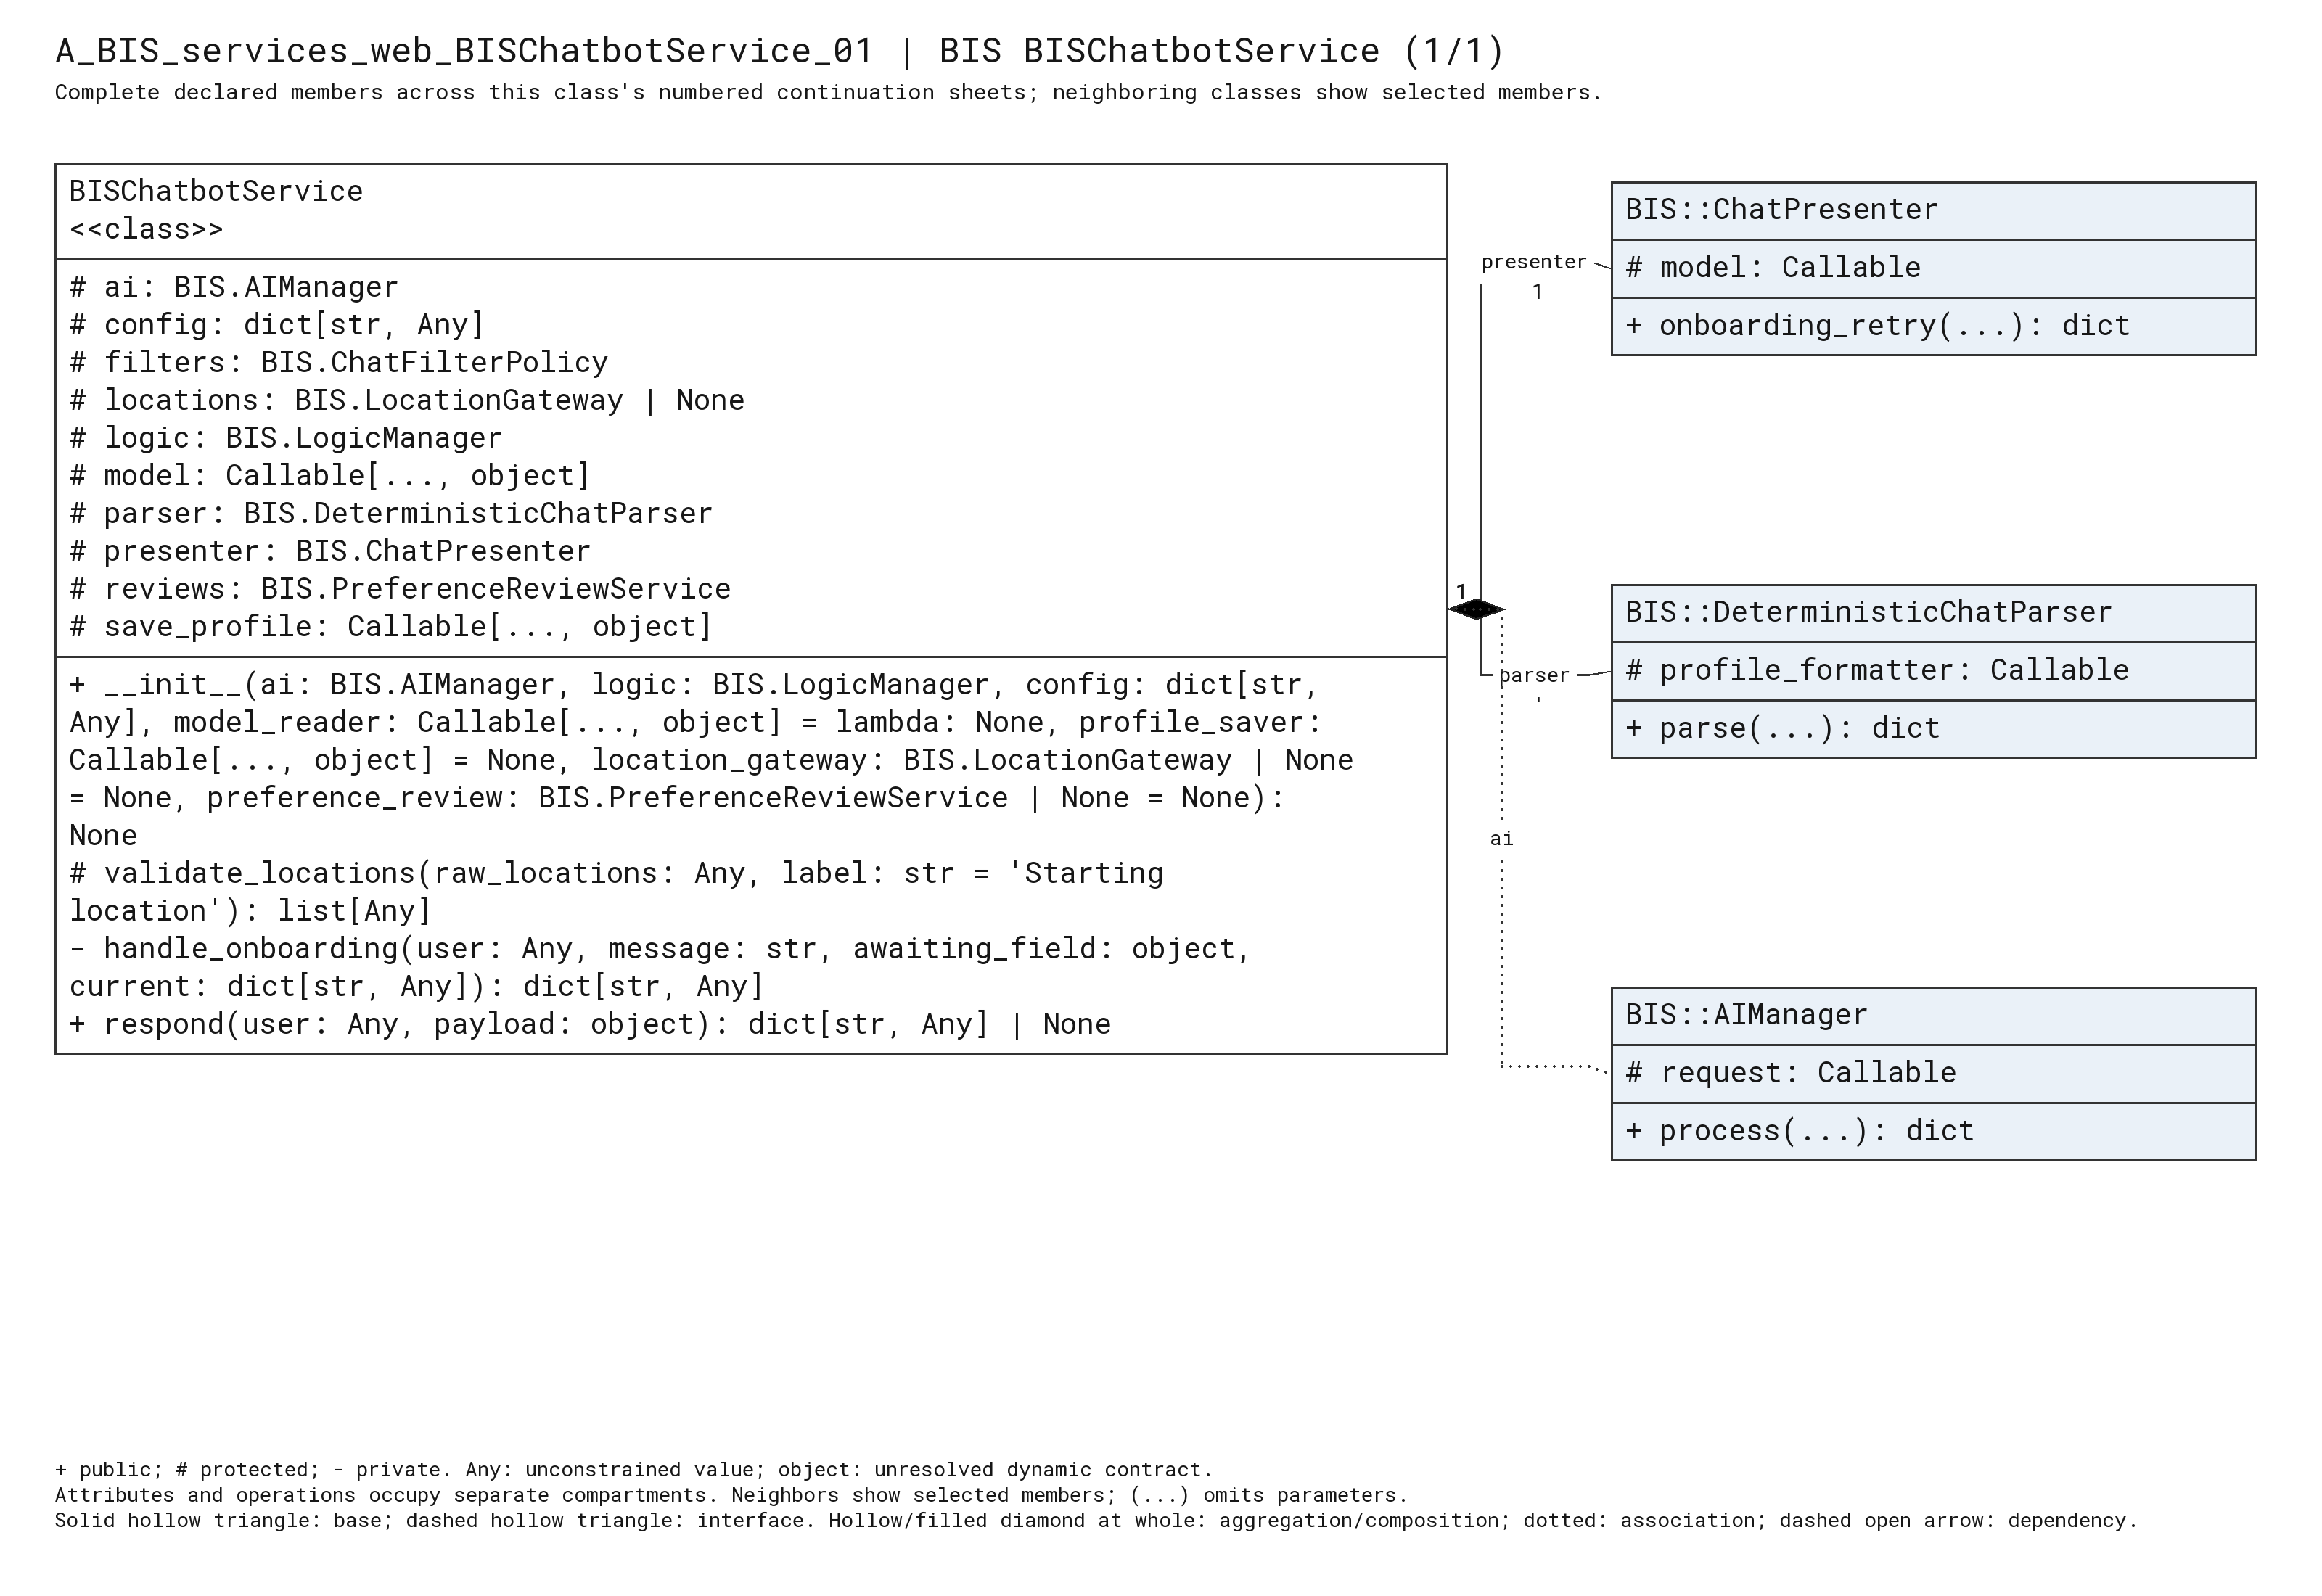 A_BIS_services_web_BISChatbotService_01 | BIS BISChatbotService (1/1)
Complete declared members across this class's numbered continuation sheets; neighboring classes show selected members.
BISChatbotService
<<class>>
# ai: BIS.AIManager
# config: dict[str, Any]
# filters: BIS.ChatFilterPolicy
# locations: BIS.LocationGateway | None
# logic: BIS.LogicManager
# model: Callable[..., object]
# parser: BIS.DeterministicChatParser
# presenter: BIS.ChatPresenter
# reviews: BIS.PreferenceReviewService
# save_profile: Callable[..., object]
+ __init__(ai: BIS.AIManager, logic: BIS.LogicManager, config: dict[str,
Any], model_reader: Callable[..., object] = lambda: None, profile_saver:
Callable[..., object] = None, location_gateway: BIS.LocationGateway | None
= None, preference_review: BIS.PreferenceReviewService | None = None):
None
# validate_locations(raw_locations: Any, label: str = 'Starting
location'): list[Any]
- handle_onboarding(user: Any, message: str, awaiting_field: object,
current: dict[str, Any]): dict[str, Any]
+ respond(user: Any, payload: object): dict[str, Any] | None
1
presenter
1
parser
ai
BIS::ChatPresenter
# model: Callable
+ onboarding_retry(...): dict
BIS::DeterministicChatParser
# profile_formatter: Callable
+ parse(...): dict
BIS::AIManager
# request: Callable
+ process(...): dict
+ public; # protected; - private. Any: unconstrained value; object: unresolved dynamic contract.
Attributes and operations occupy separate compartments. Neighbors show selected members; (...) omits parameters.
Solid hollow triangle: base; dashed hollow triangle: interface. Hollow/filled diamond at whole: aggregation/composition; dotted: association; dashed open arrow: dependency.